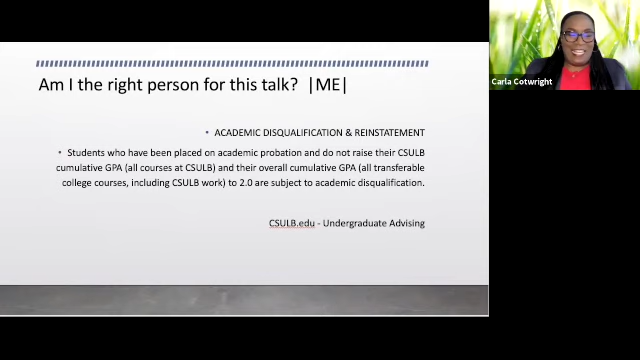 Am I the right person for this talk? |ME|
• ACADEMIC DISQUALIFICATION & REINSTATEMENT
• Students who have been placed on academic probation and do not raise their CSULB
cumulative GPA (all courses at CSULB) and their overall cumulative GPA (all transferable
college courses, including CSULB work) to 2.0 are subject to academic disqualification.
CSULB.edu - Undergraduate Advising
Carla Cotwright